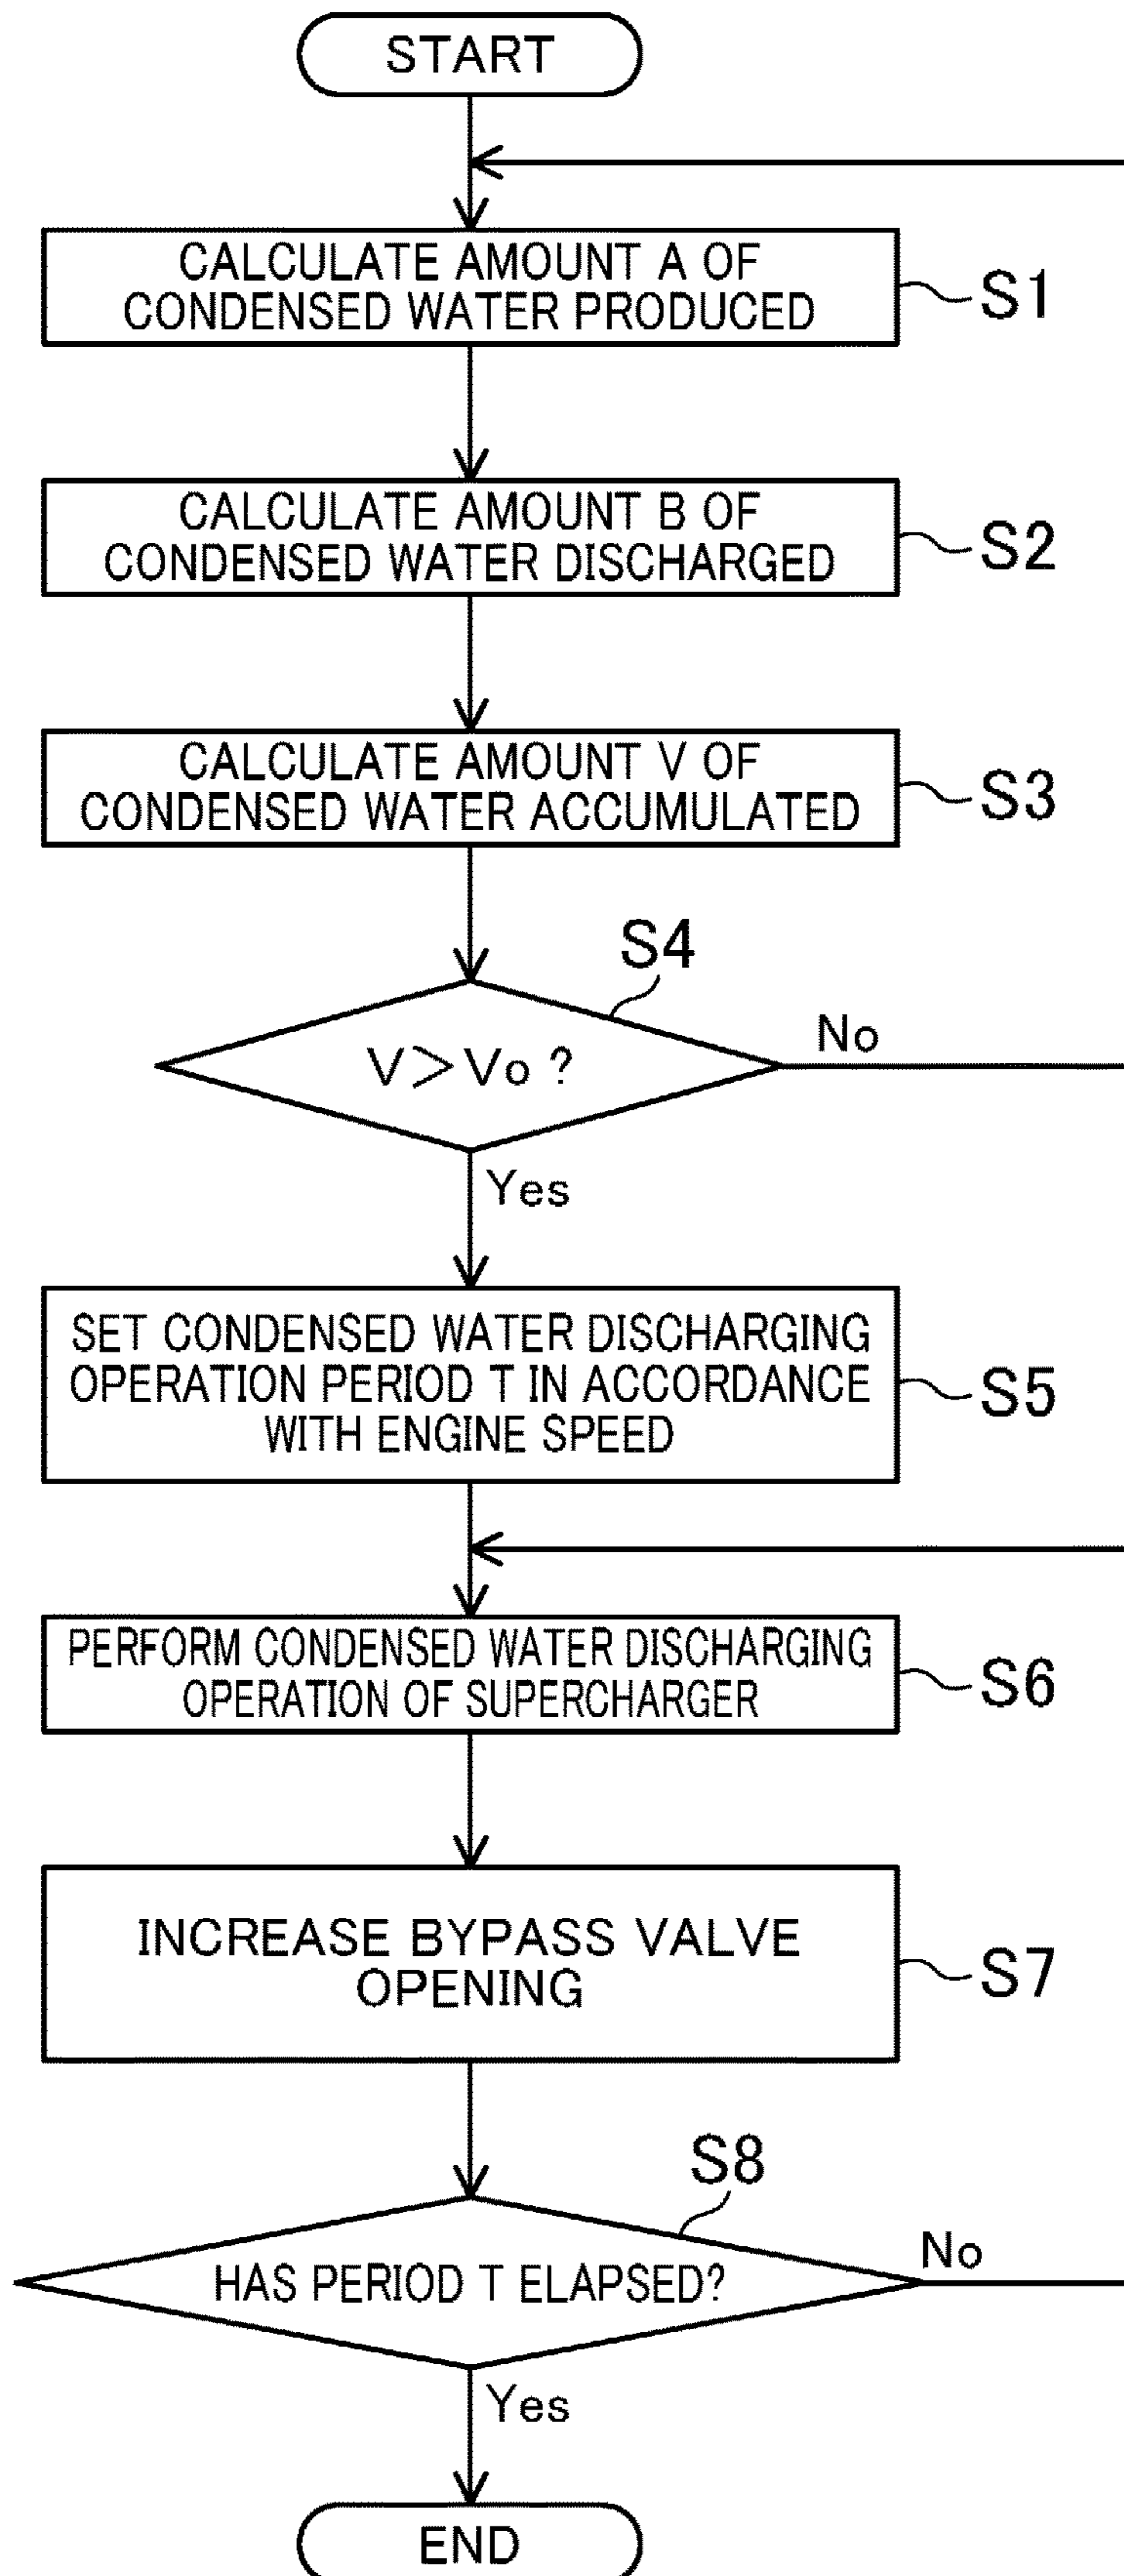 START
CALCULATE AMOUNT A OF
CONDENSED WATER PRODUCED
S1
CALCULATE AMOUNT B OF
CONDENSED WATER DISCHARGED
S2
CALCULATE AMOUNT V OF
CONDENSED WATER ACCUMULATED
S3
S4
V>Vo ?
No
Yes
SET CONDENSED WATER DISCHARGING
OPERATION PERIOD T IN ACCORDANCE
WITH ENGINE SPEED
S5
PERFORM CONDENSED WATER DISCHARGING
OPERATION OF SUPERCHARGER
S6
INCREASE BYPASS VALVE
OPENING
S7
S8
HAS PERIOD T ELAPSED?
No
Yes
END